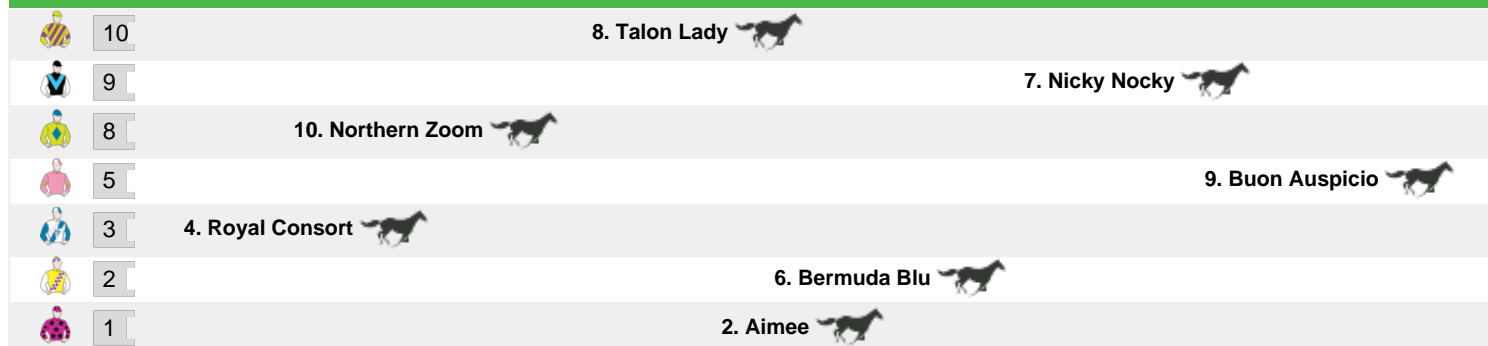 10 8. Talon Lady
9 7. Nicky Nocky
8 10. Northern Zoom
5 9. Buon Auspicio
3 4. Royal Consort
2 6. Bermuda Blu
1 2. Aimee